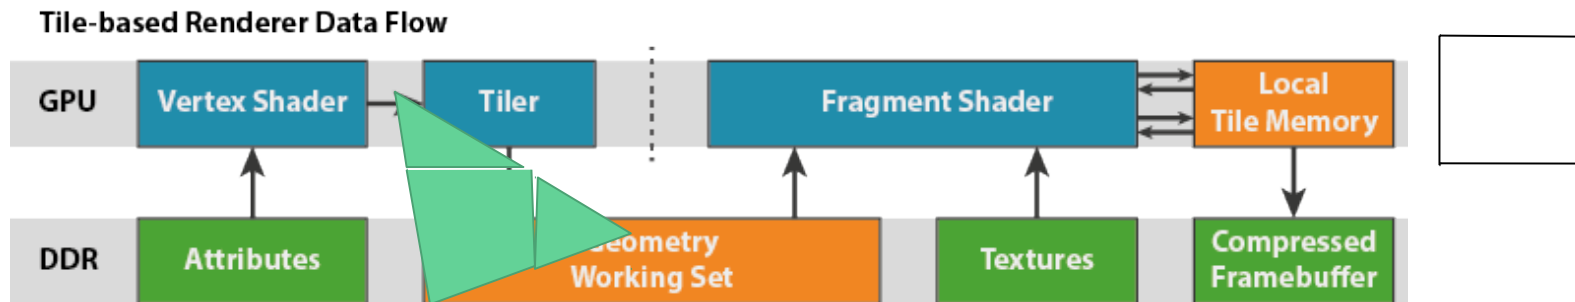 Tile-based Renderer Data Flow
GPU
Vertex Shader
Tiler
Fragment Shader
Local
Tile Memory
DDR
Attributes
Geometry
Working Set
Textures
Compressed
Framebuffer